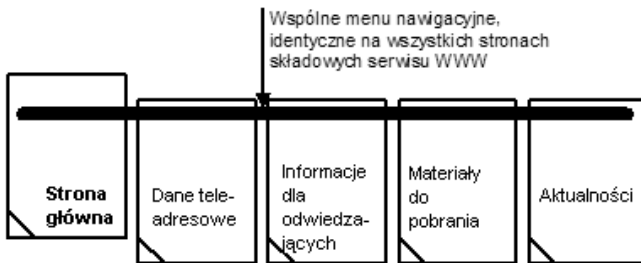 Wspólne menu nawigacyjne,
identyczne na wszystkich stronach
składowych serwisu WWW
Strona
główna
Dane tele-
adresowe
Informacje
dla
odwiedza-
jących
Materiały
do
pobrania
Aktualności